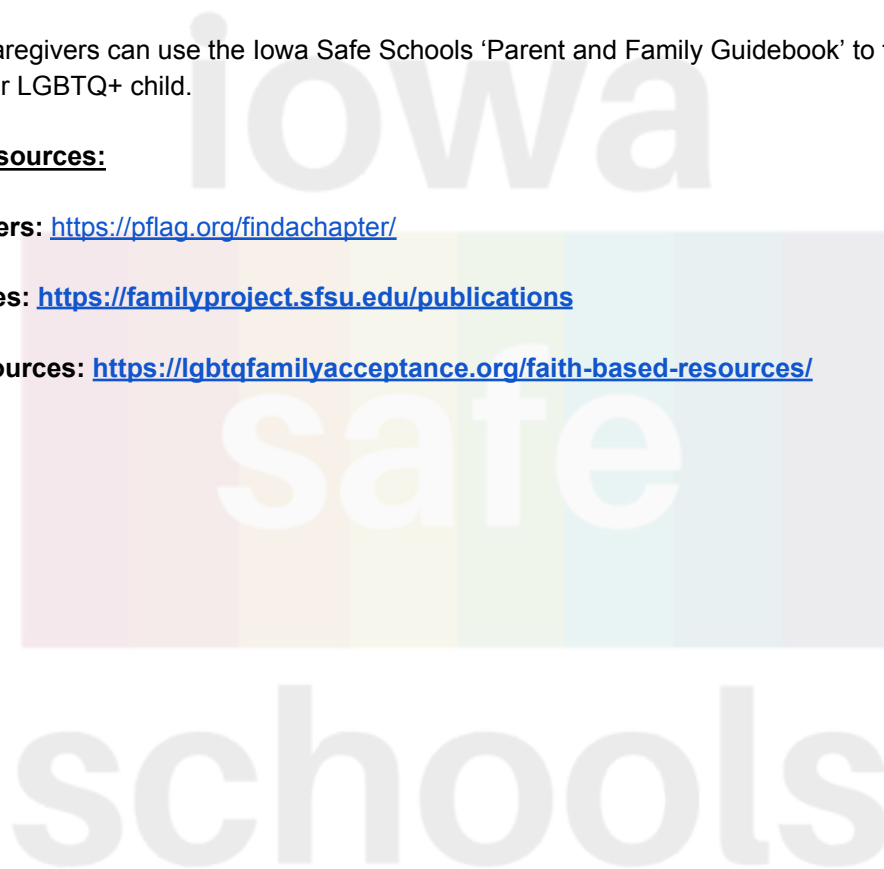 iowa
aregivers can use the Iowa Safe Schools ‘Parent and Family Guidebook’ to
r LGBTQ+ child.
sources:
ers: https://pflag.org/findachapter/
es: https://familyproject.sfsu.edu/publications
ources: https://lgbtqfamilyacceptance.org/faith-based-resources/
safe
schools